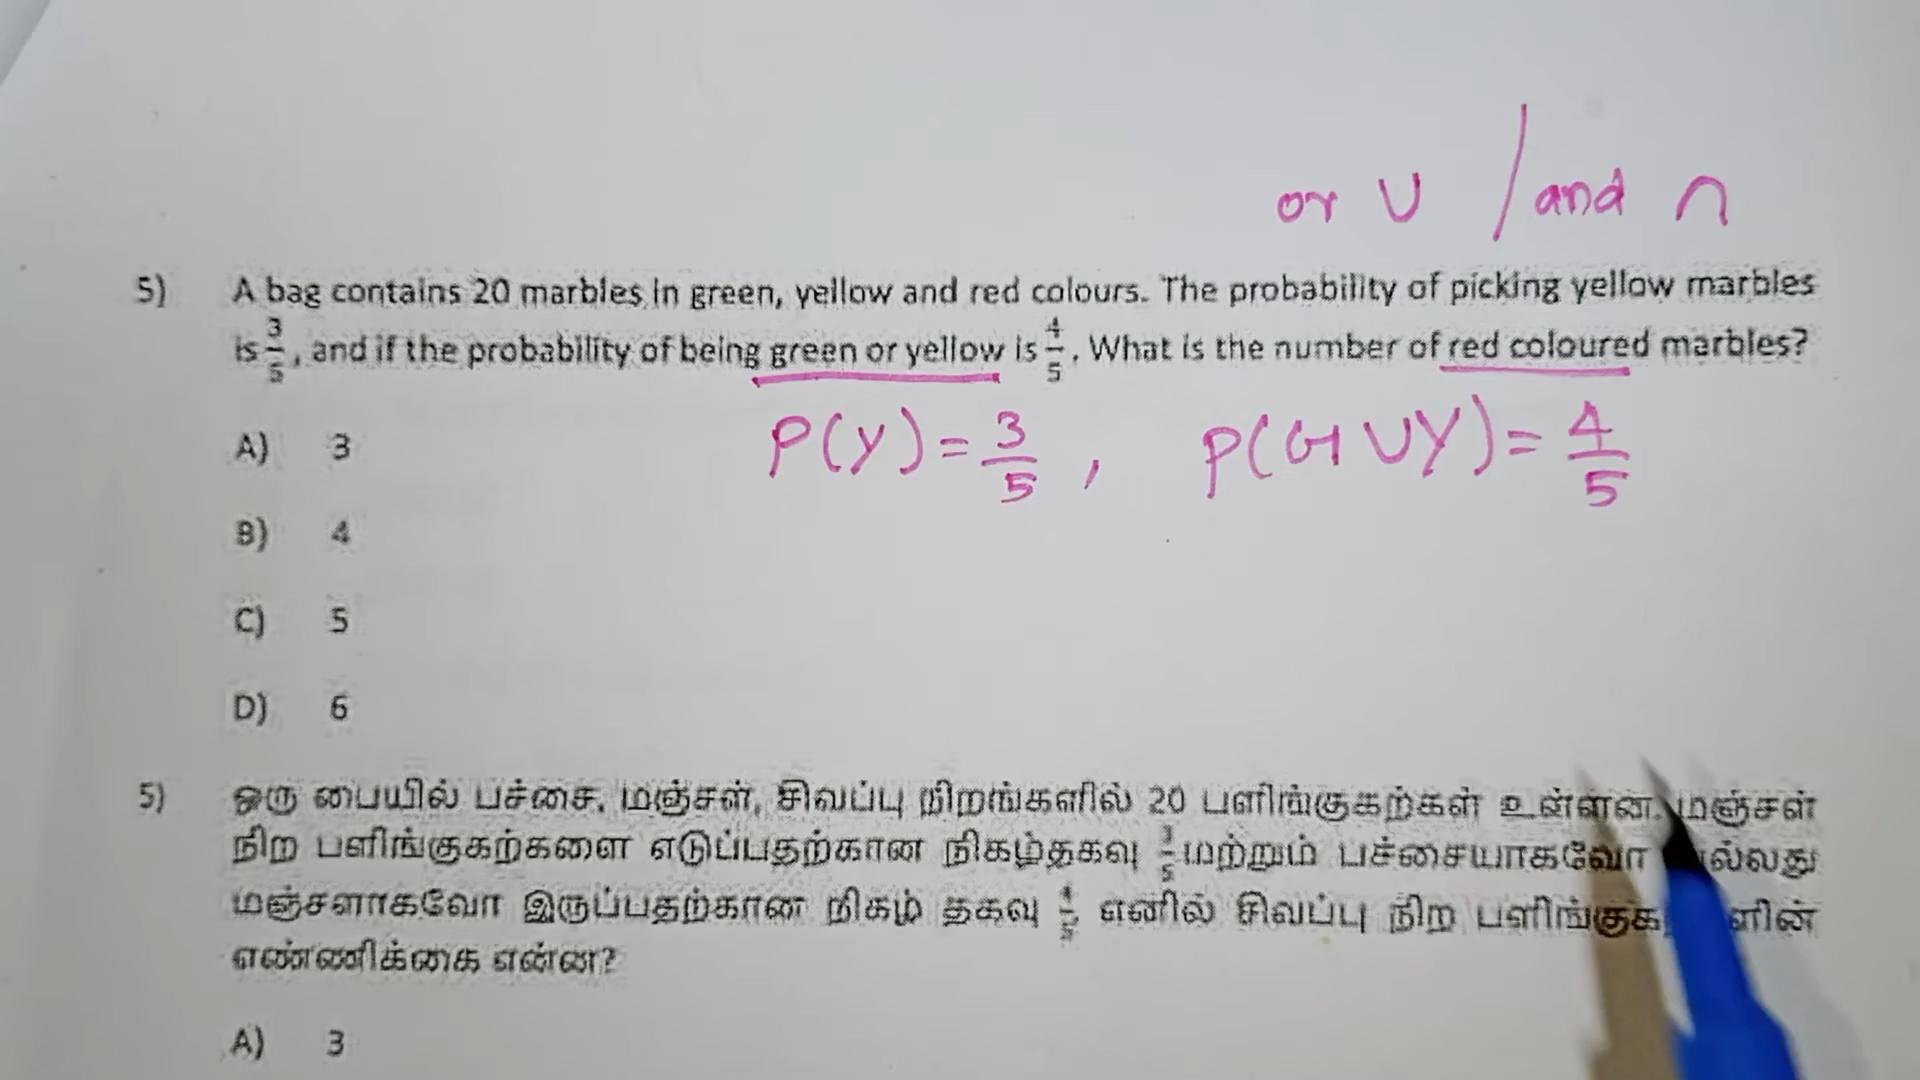 or ∪ / and ∩
5) A bag contains 20 marbles in green, yellow and red colours. The probability of picking yellow marbles
is 3/5, and if the probability of being green or yellow is 4/5. What is the number of red coloured marbles?
P(Y) = 3/5 , P(G∪Y) = 4/5
A) 3
B) 4
C) 5
D) 6
5) ஒரு பையில் பச்சை, மஞ்சள், சிவப்பு நிறங்களில் 20 பளிங்குகற்கள் உள்ளன. மஞ்சள்
நிற பளிங்குகற்களை எடுப்பதற்கான நிகழ்தகவு 3/5 மற்றும் பச்சையாகவோ
மஞ்சளாகவோ இருப்பதற்கான நிகழ் தகவு 4/5 எனில் சிவப்பு நிற
எண்ணிக்கை என்ன?
A) 3